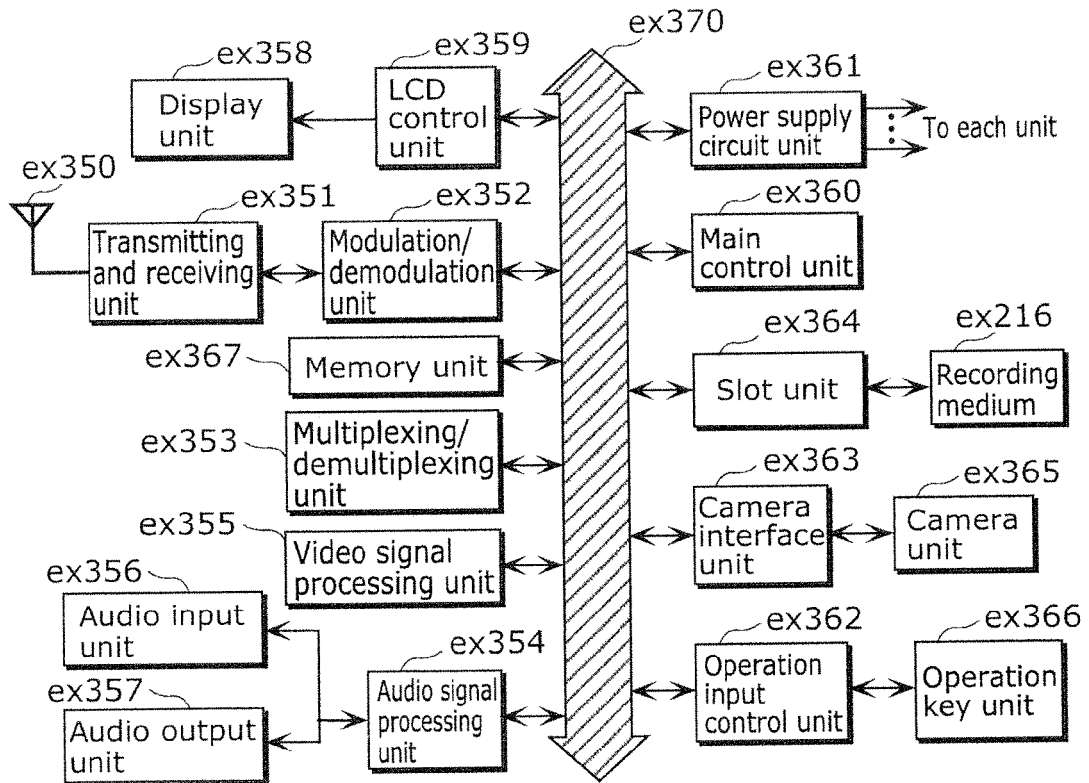 ex370
ex359
ex358
ex361
Display
unit
LCD
control
unit
Power supply
circuit unit
To each unit
ex350
ex351
ex352
ex360
Transmitting
and receiving
unit
Modulation/
demodulation
unit
Main
control unit
ex367
Memory unit
ex364
ex216
Slot unit
Recording
medium
ex353
Multiplexing/
demultiplexing
unit
ex363
ex365
Camera
interface
unit
Camera
unit
ex355
Video signal
processing unit
ex356
Audio input
unit
ex354
ex362
ex366
ex357
Audio output
unit
Audio signal
processing
unit
Operation
input
control unit
Operation
key unit